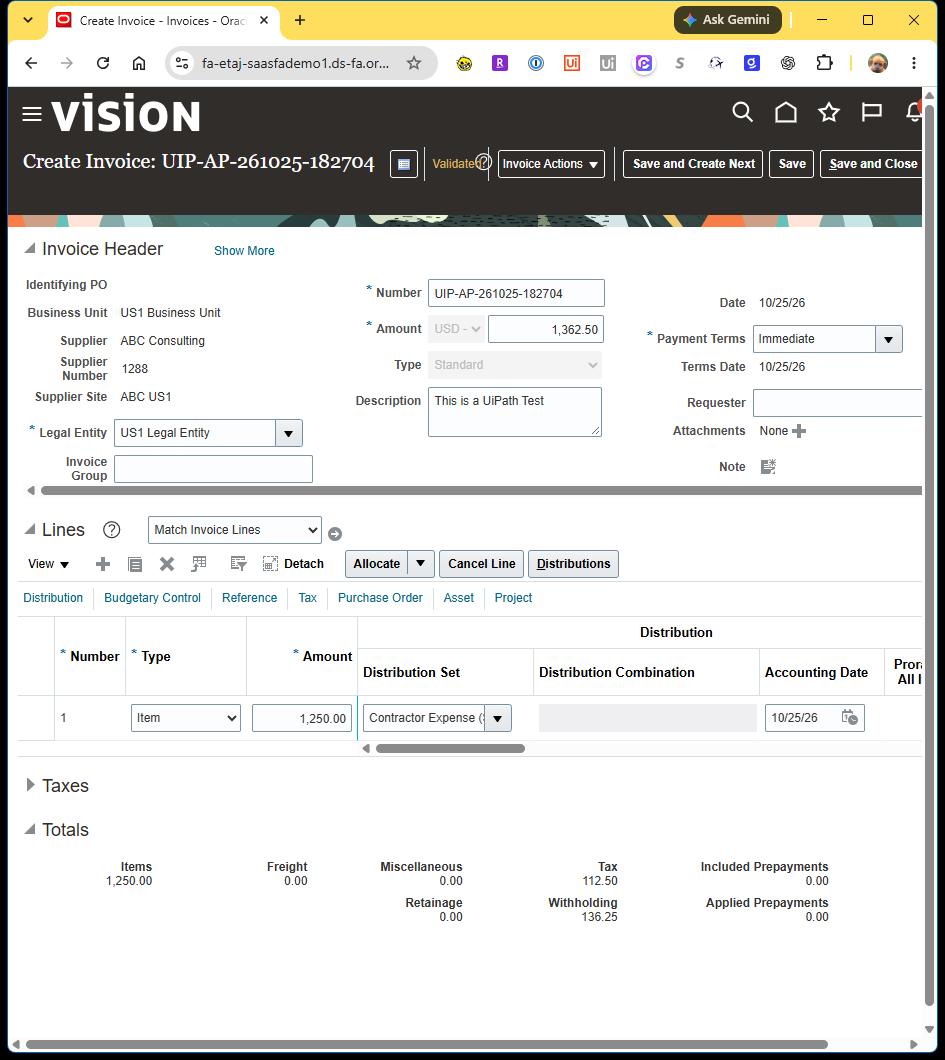 Create Invoice - Invoices - Orac
Ask Gemini
fa-etaj-saasfademo1.ds-fa.or...
VISION
Create Invoice: UIP-AP-261025-182704
Validated
Invoice Actions
Save and Create Next
Save
Save and Close
Invoice Header
Show More
Identifying PO
Business Unit US1 Business Unit
Supplier ABC Consulting
Supplier Number 1288
Supplier Site ABC US1
* Legal Entity US1 Legal Entity
Invoice Group
* Number UIP-AP-261025-182704
* Amount USD - 1,362.50
Type Standard
Description This is a UiPath Test
Date 10/25/26
* Payment Terms Immediate
Terms Date 10/25/26
Requester
Attachments None
Note
Lines ? Match Invoice Lines
View Detach Allocate Cancel Line Distributions
Distribution Budgetary Control Reference Tax Purchase Order Asset Project
Distribution
* Number * Type * Amount Distribution Set Distribution Combination Accounting Date
1 Item 1,250.00 Contractor Expense ( 10/25/26
Taxes
Totals
Items Freight Miscellaneous Tax Included Prepayments
1,250.00 0.00 0.00 112.50 0.00
Retainage Withholding Applied Prepayments
0.00 136.25 0.00